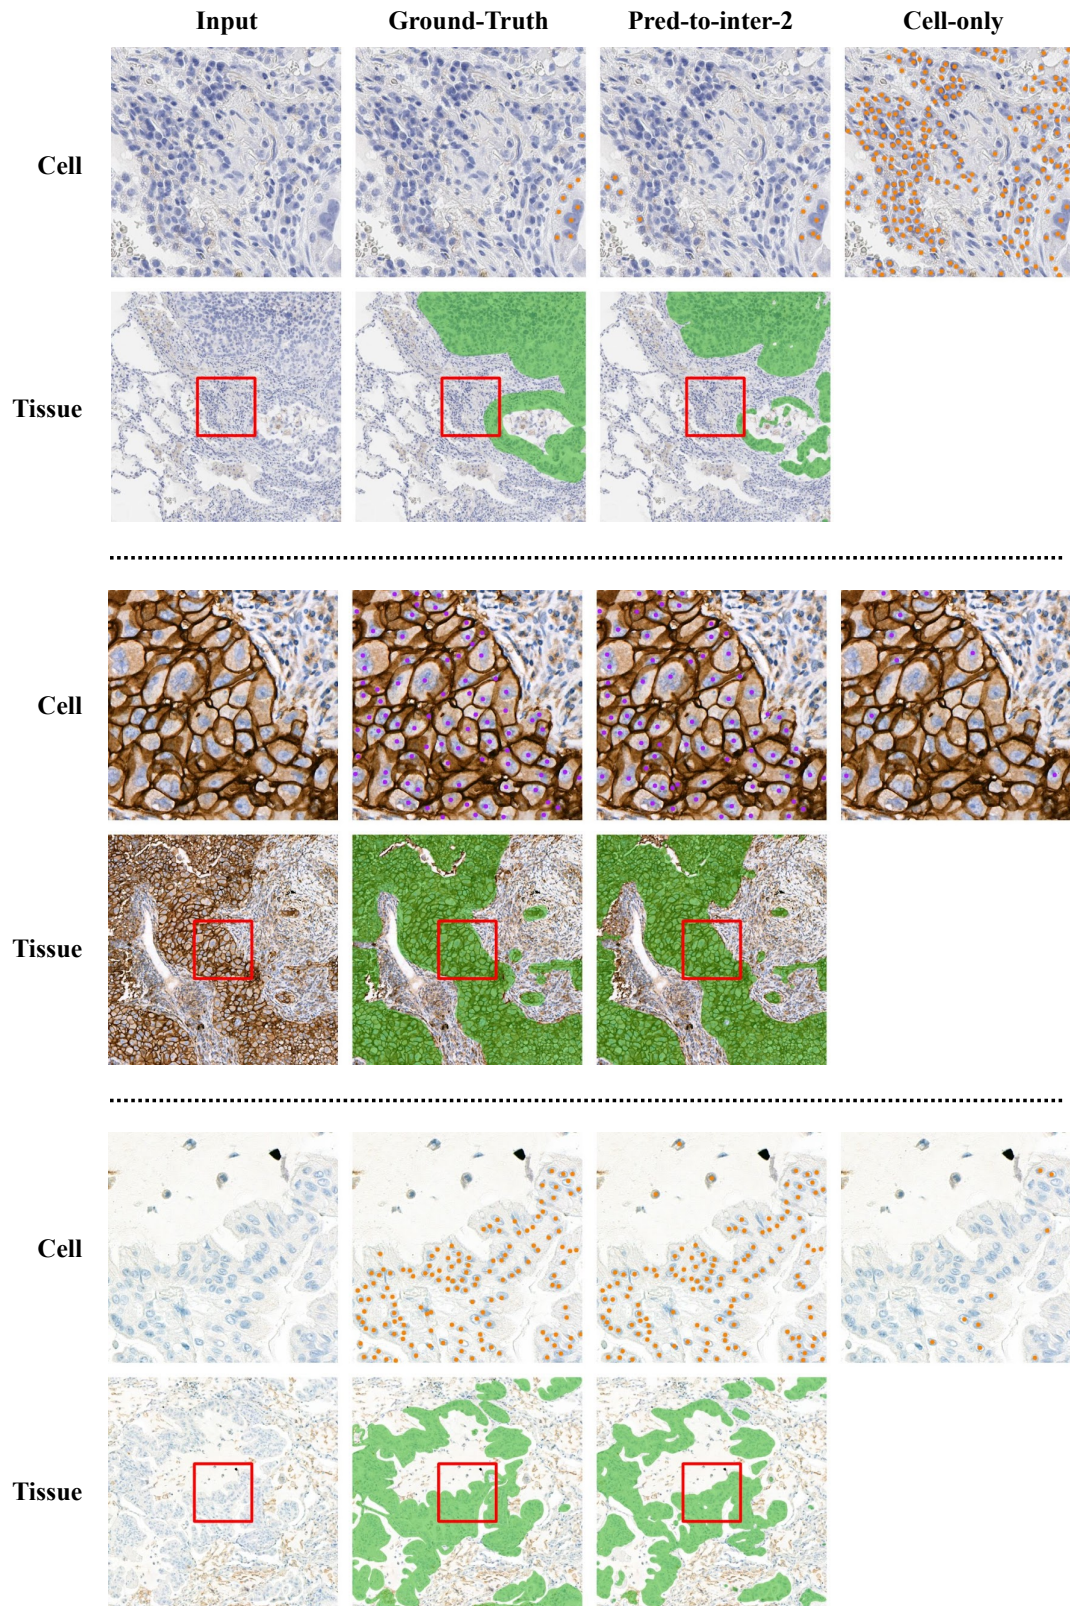 Input Ground-Truth Pred-to-inter-2 Cell-only
Cell
Tissue
Cell
Tissue
Cell
Tissue